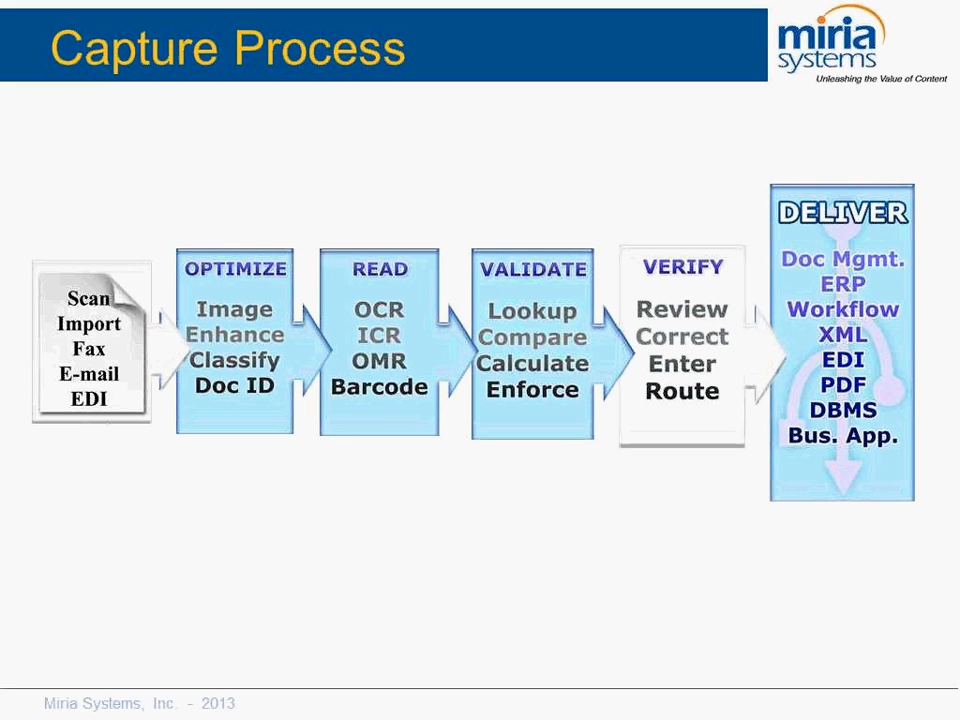 Capture Process
miria
systems
Unleashing the Value of Content
Scan
Import
Fax
E-mail
EDI
OPTIMIZE
Image
Enhance
Classify
Doc ID
READ
OCR
ICR
OMR
Barcode
VALIDATE
Lookup
Compare
Calculate
Enforce
VERIFY
Review
Correct
Enter
Route
DELIVER
Doc Mgmt.
ERP
Workflow
XML
EDI
PDF
DBMS
Bus. App.
Miria Systems, Inc. - 2013